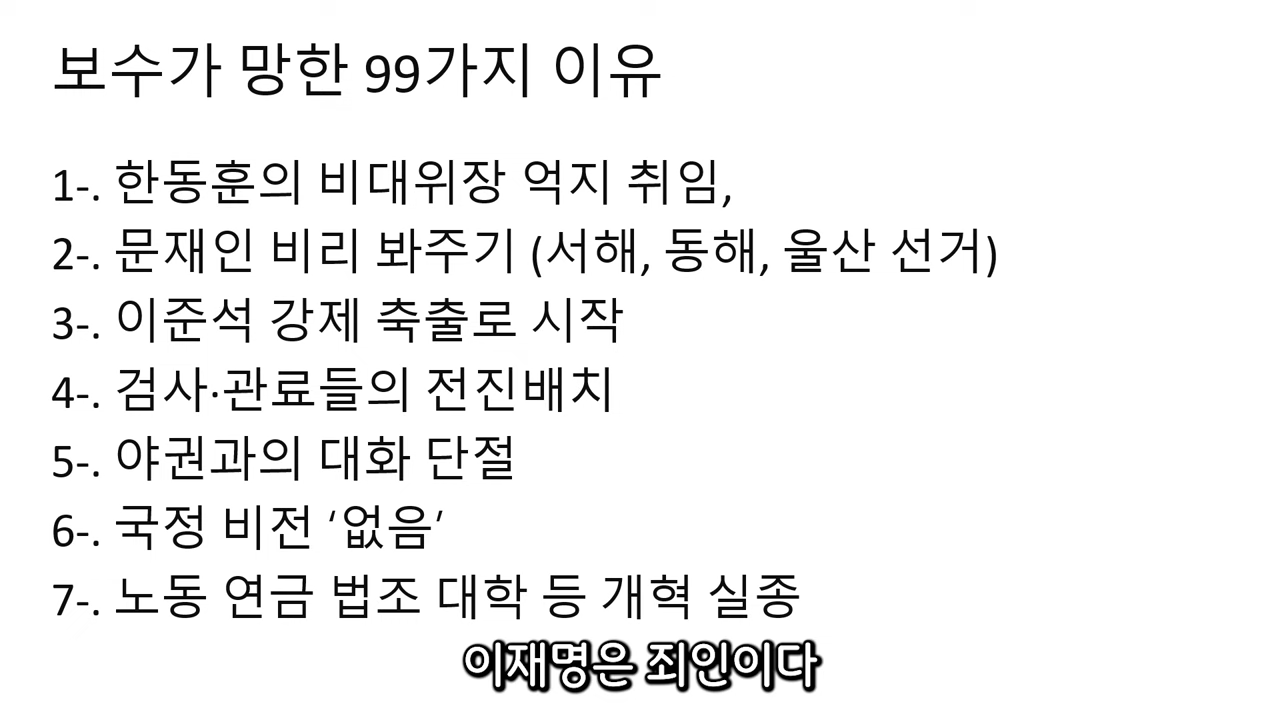 보수가 망한 99가지 이유
1-. 한동훈의 비대위장 억지 취임,
2-. 문재인 비리 봐주기 (서해, 동해, 울산 선거)
3-. 이준석 강제 축출로 시작
4-. 검사·관료들의 전진배치
5-. 야권과의 대화 단절
6-. 국정 비전 ‘없음’
7-. 노동 연금 법조 대학 등 개혁 실종
이재명은 죄인이다